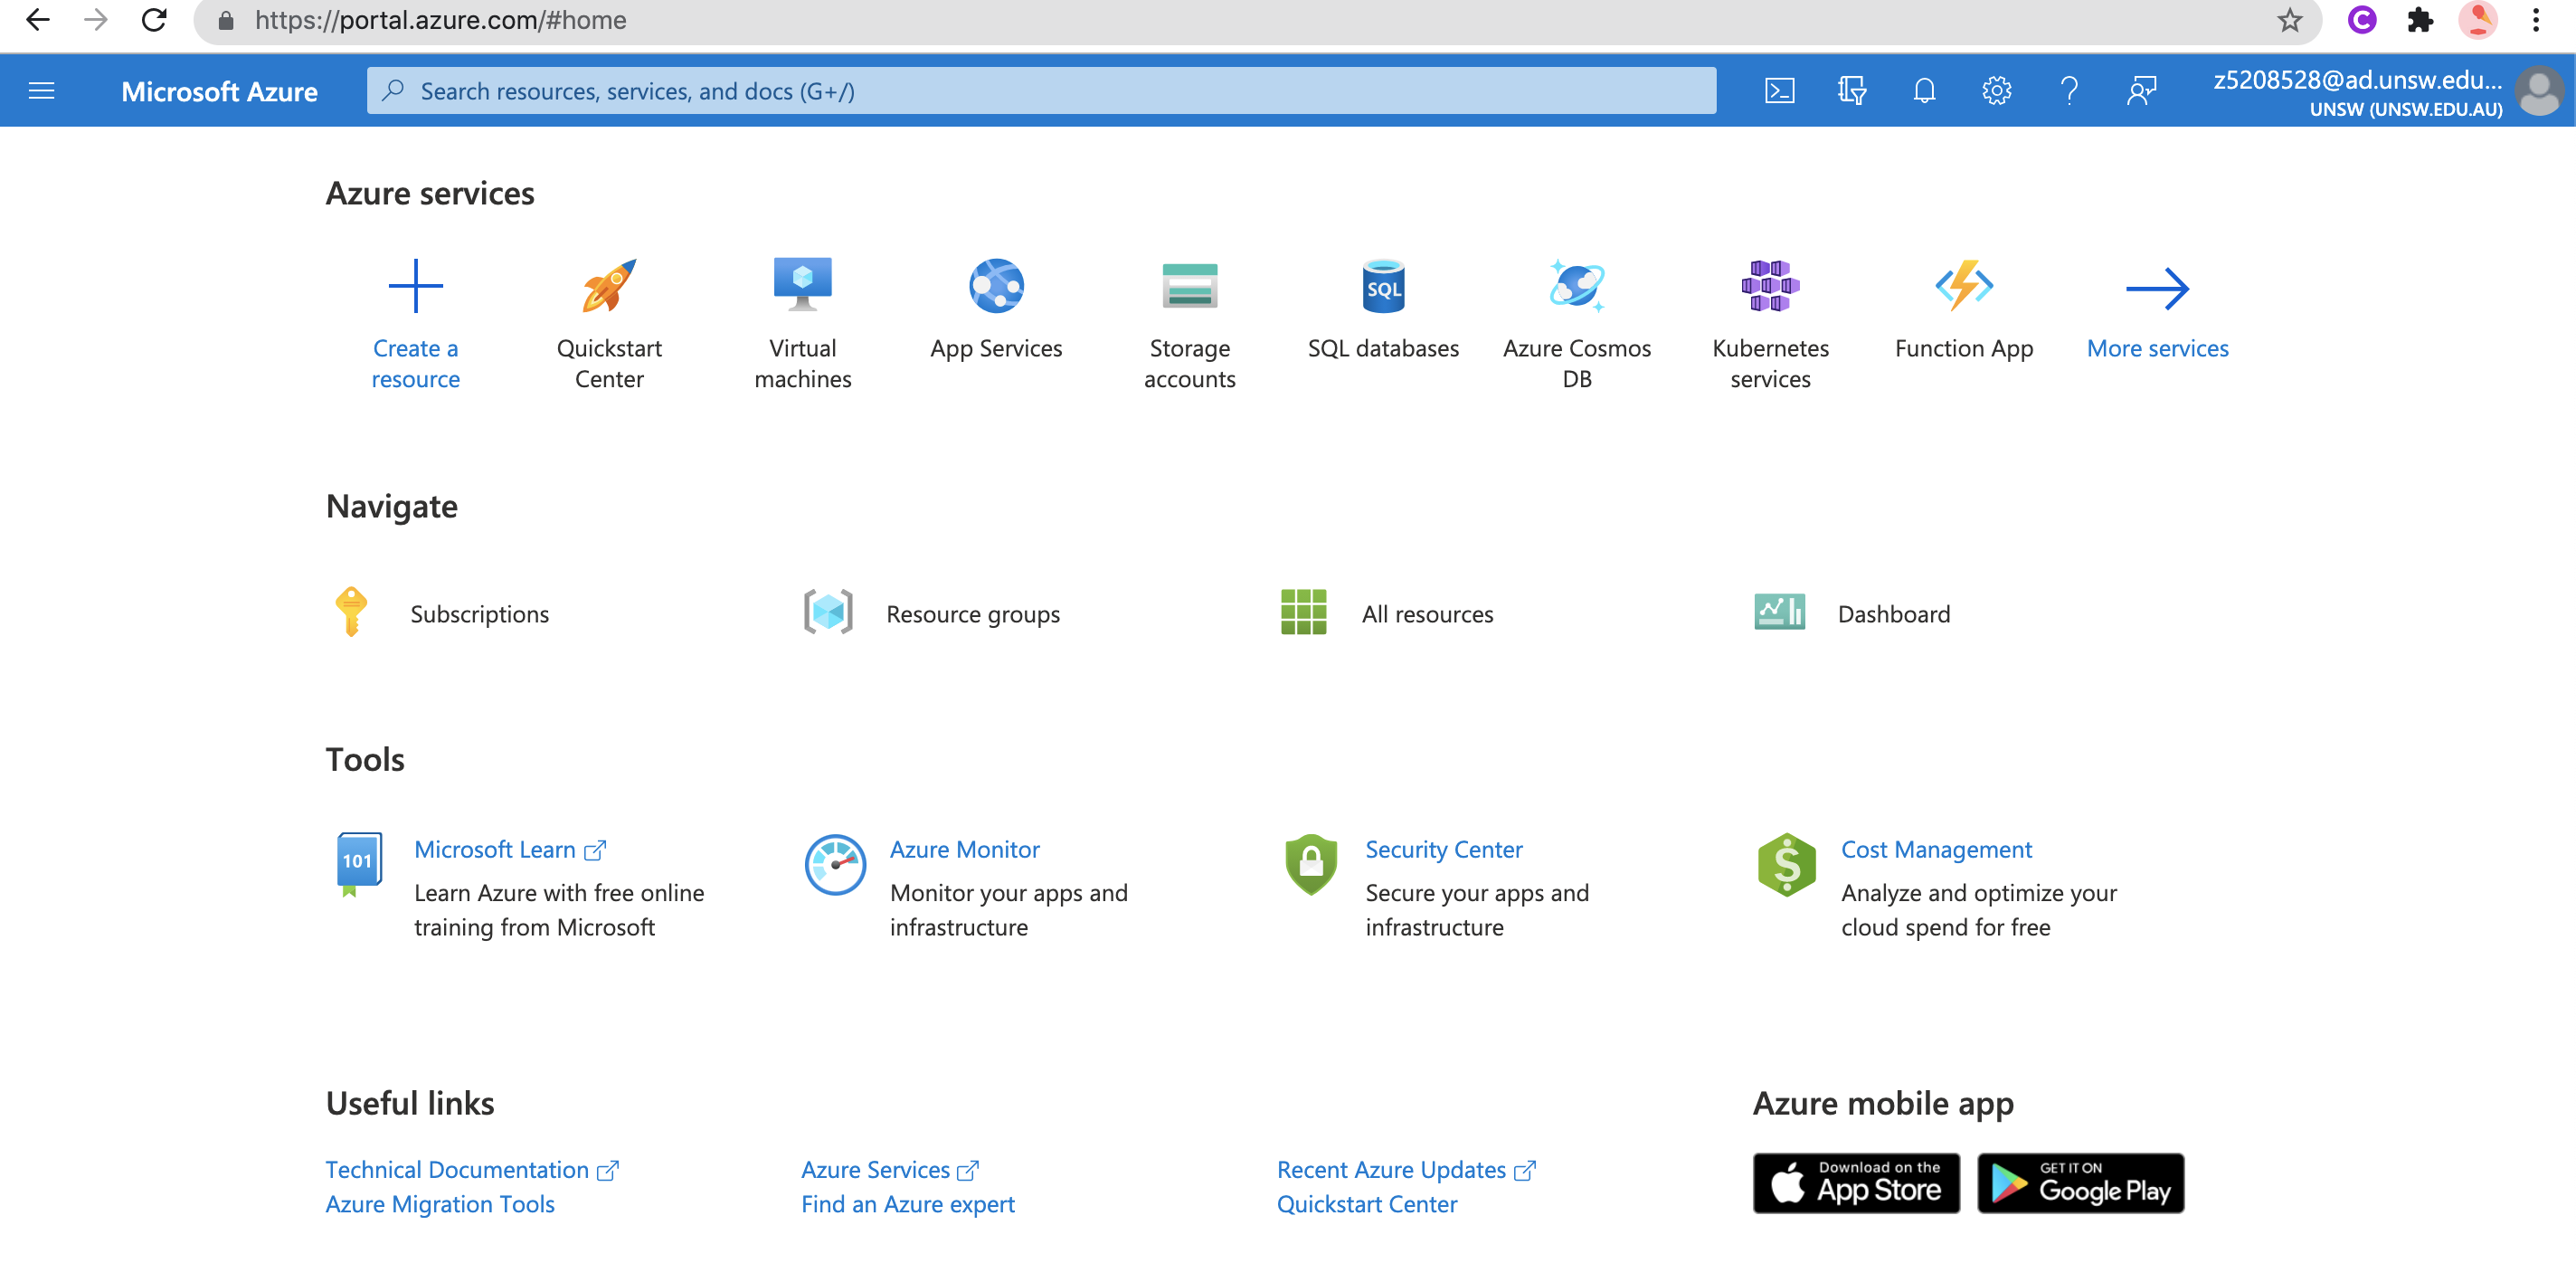 https://portal.azure.com/#home
Microsoft Azure
Search resources, services, and docs (G+/)
z5208528@ad.unsw.edu...
UNSW (UNSW.EDU.AU)
Azure services
Create a
resource
Quickstart
Center
Virtual
machines
App Services
Storage
accounts
SQL
SQL databases
Azure Cosmos
DB
Kubernetes
services
Function App
More services
Navigate
Subscriptions
Resource groups
All resources
Dashboard
Tools
101
Microsoft Learn
Learn Azure with free online
training from Microsoft
Azure Monitor
Monitor your apps and
infrastructure
Security Center
Secure your apps and
infrastructure
Cost Management
Analyze and optimize your
cloud spend for free
Useful links
Technical Documentation
Azure Migration Tools
Azure Services
Find an Azure expert
Recent Azure Updates
Quickstart Center
Azure mobile app
Download on the
App Store
GET IT ON
Google Play